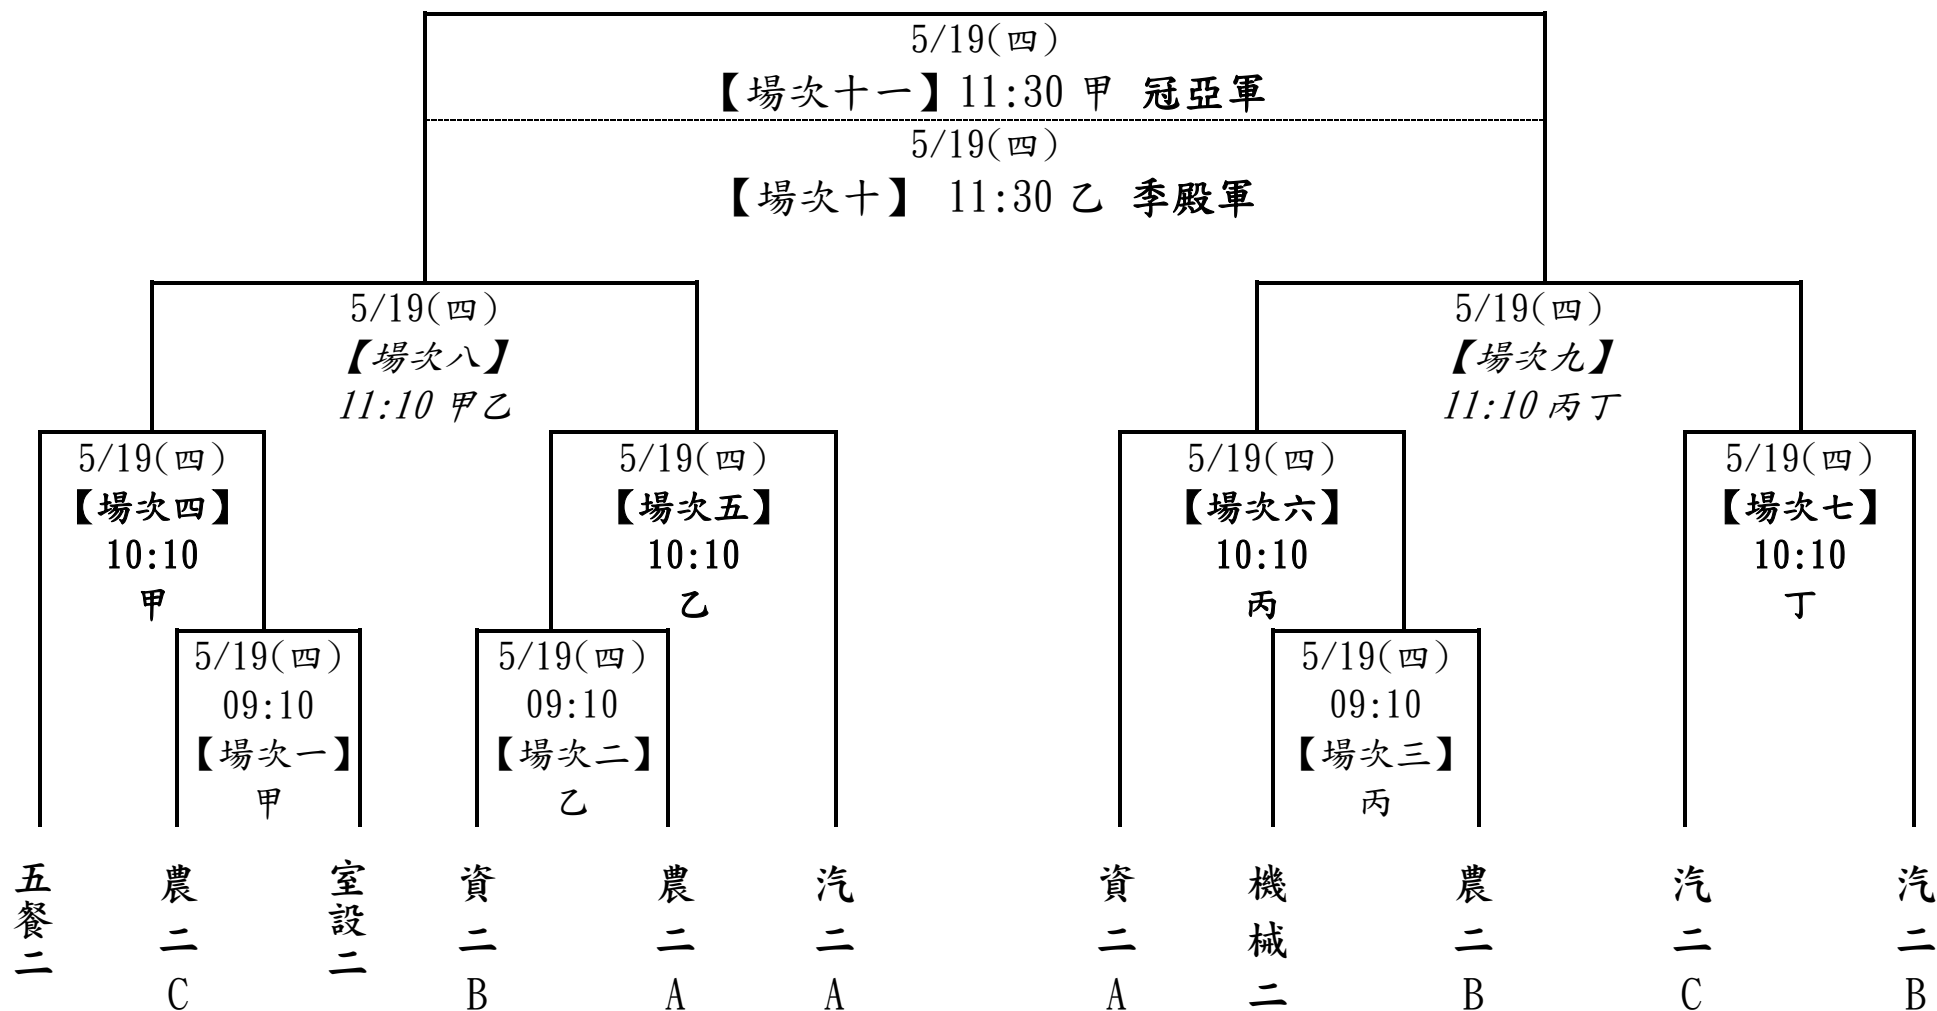 5/19(四)
【場次十一】11:30 甲 冠亞軍
5/19(四)
【場次十】 11:30 乙 季殿軍
5/19(四)
【場次八】
11:10 甲乙
5/19(四)
【場次九】
11:10 丙丁
5/19(四)
【場次四】
10:10
甲
5/19(四)
【場次五】
10:10
乙
5/19(四)
【場次六】
10:10
丙
5/19(四)
【場次七】
10:10
丁
5/19(四)
09:10
【場次一】
甲
5/19(四)
09:10
【場次二】
乙
5/19(四)
09:10
【場次三】
丙
五餐二
農二C
室設二
資二B
農二A
汽二A
資二A
機械二
農二B
汽二C
汽二B